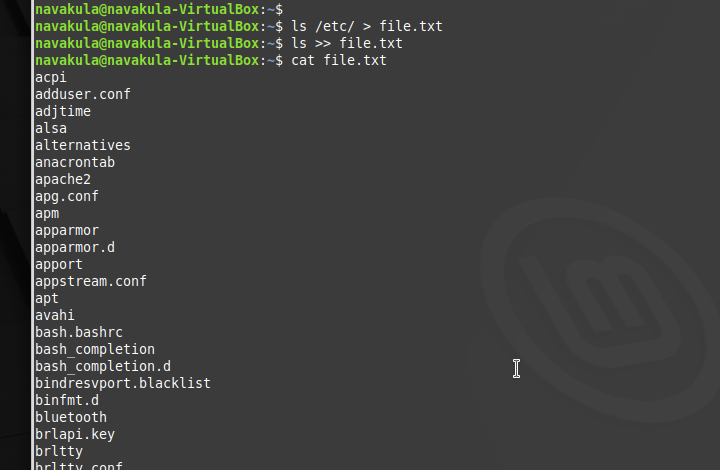 navakula@navakula-VirtualBox:~$
navakula@navakula-VirtualBox:~$ ls /etc/ > file.txt
navakula@navakula-VirtualBox:~$ ls >> file.txt
navakula@navakula-VirtualBox:~$ cat file.txt
acpi
adduser.conf
adjtime
alsa
alternatives
anacrontab
apache2
apg.conf
apm
apparmor
apparmor.d
apport
appstream.conf
apt
avahi
bash.bashrc
bash_completion
bash_completion.d
bindresvport.blacklist
binfmt.d
bluetooth
brlapi.key
brltty
brltty.conf